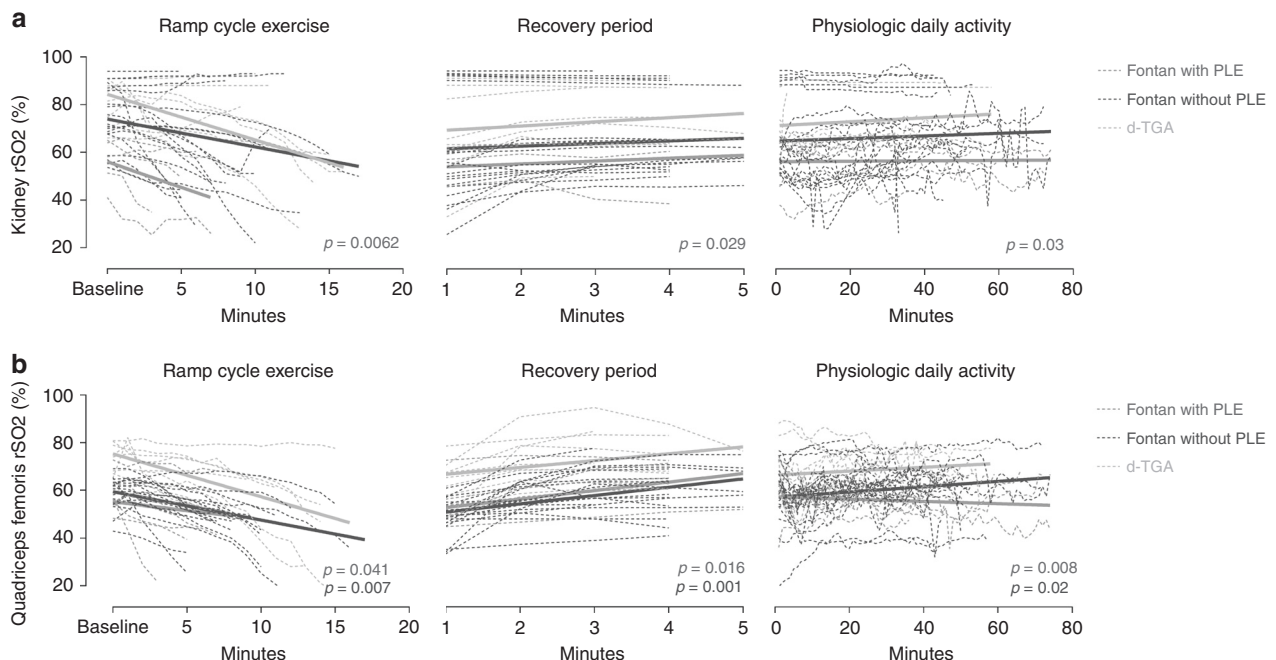 a
Ramp cycle exercise
Recovery period
Physiologic daily activity
Kidney rSO2 (%)
100
80
60
40
20
p = 0.0062
p = 0.029
p = 0.03
Fontan with PLE
Fontan without PLE
d-TGA
Baseline 5 10 15 20
1 2 3 4 5
0 20 40 60 80
Minutes
Minutes
Minutes
b
Ramp cycle exercise
Recovery period
Physiologic daily activity
Quadriceps femoris rSO2 (%)
100
80
60
40
20
p = 0.041
p = 0.007
p = 0.016
p = 0.001
p = 0.008
p = 0.02
Fontan with PLE
Fontan without PLE
d-TGA
Baseline 5 10 15 20
1 2 3 4 5
0 20 40 60 80
Minutes
Minutes
Minutes